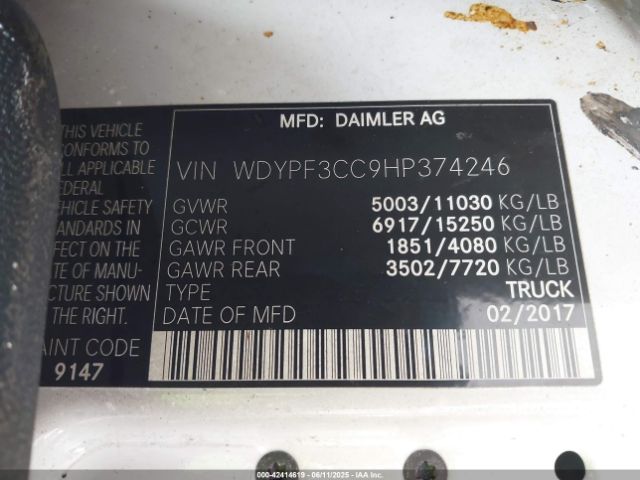 THIS VEHICLE
CONFORMS TO
ALL APPLICABLE
FEDERAL
VEHICLE SAFETY
STANDARDS IN
EFFECT ON THE
DATE OF MANU-
FACTURE SHOWN
TO THE RIGHT.
PAINT CODE
9147
MFD: DAIMLER AG
VIN WDYPF3CC9HP374246
GVWR 5003/11030 KG/LB
GCWR 6917/15250 KG/LB
GAWR FRONT 1851/4080 KG/LB
GAWR REAR 3502/7720 KG/LB
TYPE TRUCK
DATE OF MFD 02/2017
000-42414619 - 06/11/2025 - IAAI.COM